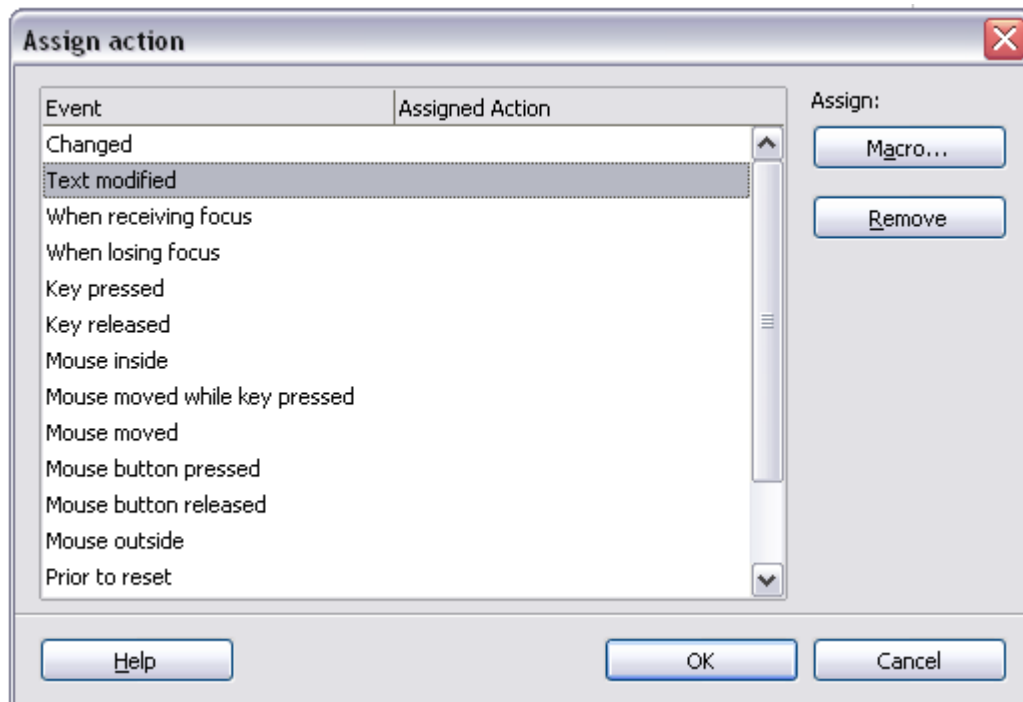 Assign action
Event Assigned Action
Changed
Text modified
When receiving focus
When losing focus
Key pressed
Key released
Mouse inside
Mouse moved while key pressed
Mouse moved
Mouse button pressed
Mouse button released
Mouse outside
Prior to reset
Assign:
Macro...
Remove
Help OK Cancel